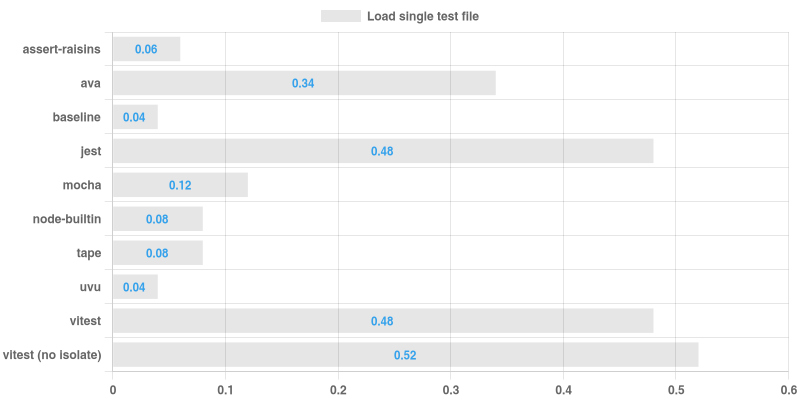 Load single test file
assert-raisins 0.06
ava 0.34
baseline 0.04
jest 0.48
mocha 0.12
node-builtin 0.08
tape 0.08
uvu 0.04
vitest 0.48
vitest (no isolate) 0.52
0 0.1 0.2 0.3 0.4 0.5 0.6